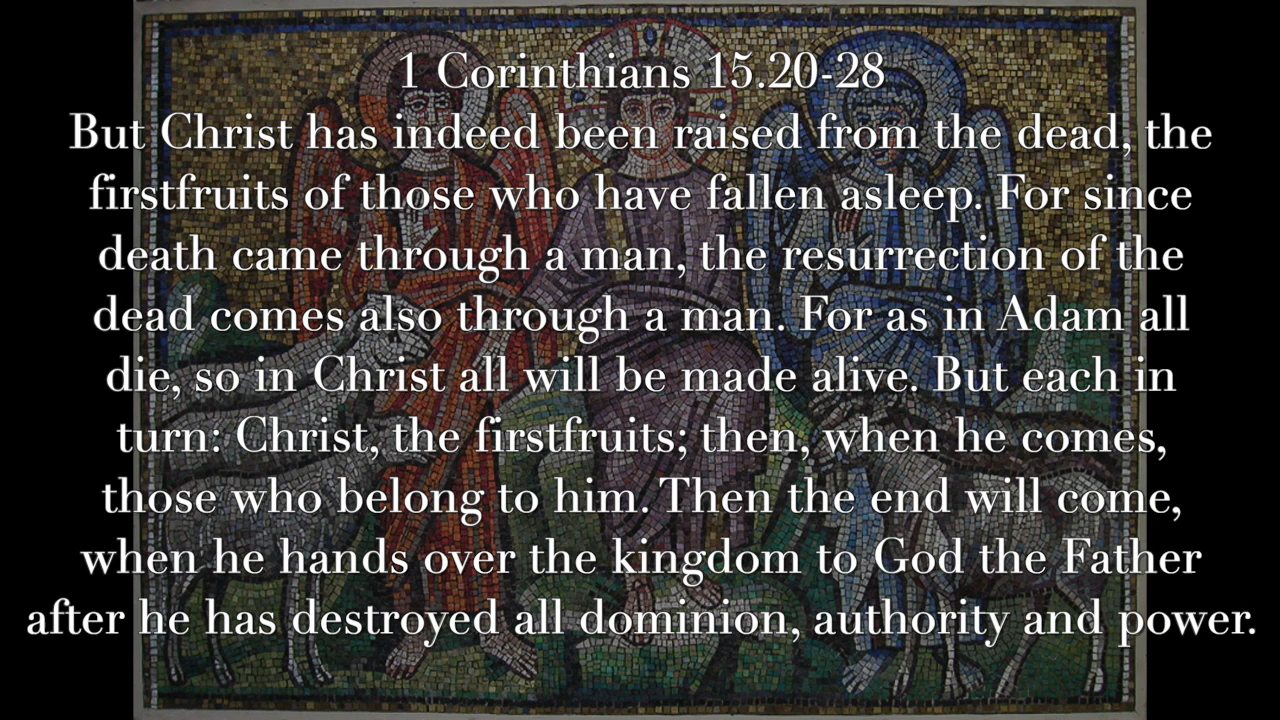 1 Corinthians 15.20-28
But Christ has indeed been raised from the dead, the
firstfruits of those who have fallen asleep. For since
death came through a man, the resurrection of the
dead comes also through a man. For as in Adam all
die, so in Christ all will be made alive. But each in
turn: Christ, the firstfruits; then, when he comes,
those who belong to him. Then the end will come,
when he hands over the kingdom to God the Father
after he has destroyed all dominion, authority and power.